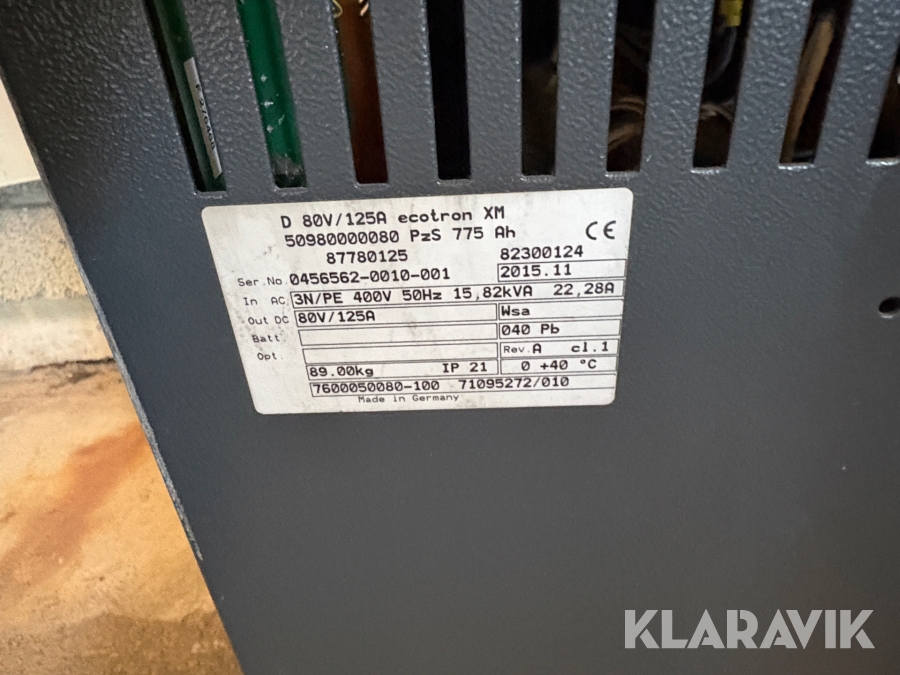 D 80V/125A ecotron XM
50980000080 PzS 775 Ah CE
87780125 82300124
Ser.No. 0456562-0010-001 2015.11
In AC 3N/PE 400V 50Hz 15,82kVA 22,28A
Out DC 80V/125A Wsa
Batt. 040 Pb
Opt. Rev. A cl.1
89.00kg IP 21 0 +40 °C
7600050080-100 71095272/010
Made in Germany
KLARAVIK